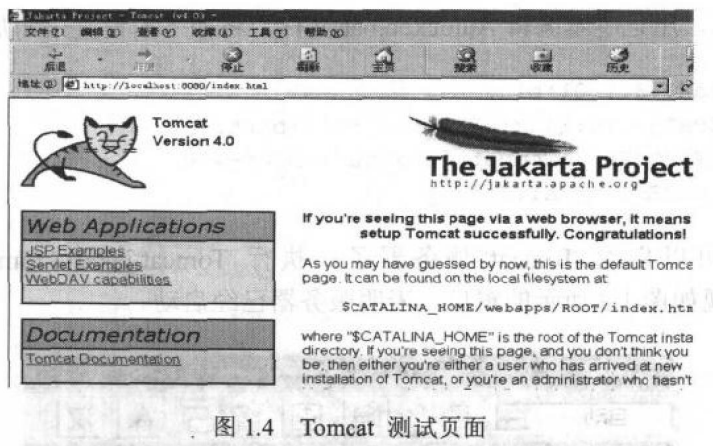 Jakarta Project - Tomcat (v4.0) -
文件(F) 编辑(E) 查看(V) 收藏(A) 工具(T) 帮助(H)
后退 停止 刷新 主页 搜索 收藏 历史
地址(D) http://localhost:8080/index.html
Tomcat
Version 4.0
The Jakarta Project
http://jakarta.apache.org
Web Applications
JSP Examples
Servlet Examples
WebDAV capabilities
Documentation
Tomcat Documentation
If you're seeing this page via a web browser, it means
setup Tomcat successfully. Congratulations!
As you may have guessed by now, this is the default Tomca
page. It can be found on the local filesystem at:
$CATALINA_HOME/webapps/ROOT/index.htm
where "$CATALINA_HOME" is the root of the Tomcat insta
directory. If you're seeing this page, and you don't think you
be, then either you're either a user who has arrived at new
installation of Tomcat, or you're an administrator who hasn't
图 1.4 Tomcat 测试页面